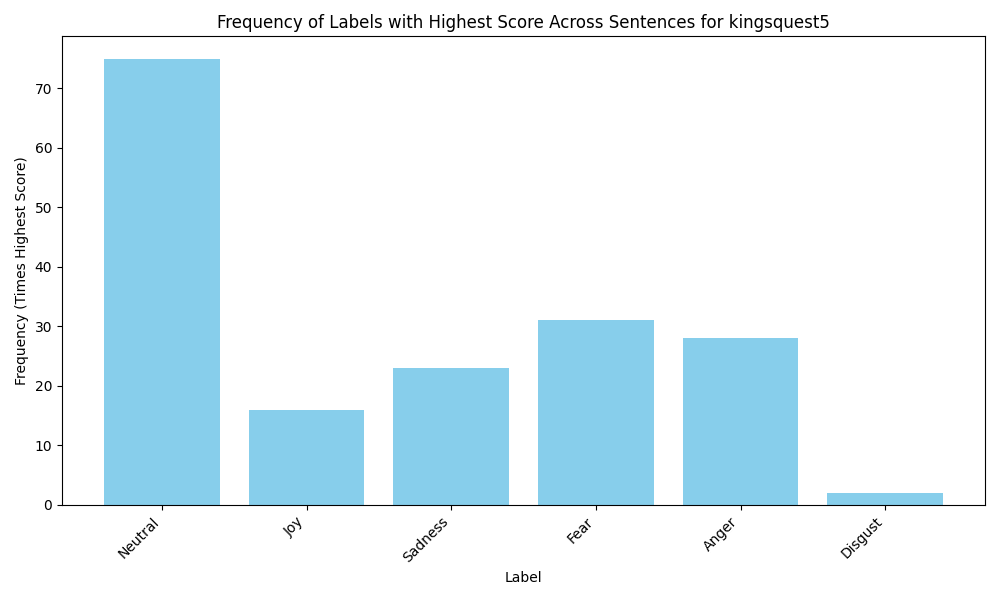 Frequency of Labels with Highest Score Across Sentences for kingsquest5
Frequency (Times Highest Score)
70
60
50
40
30
20
10
0
Neutral
Joy
Sadness
Fear
Anger
Disgust
Label